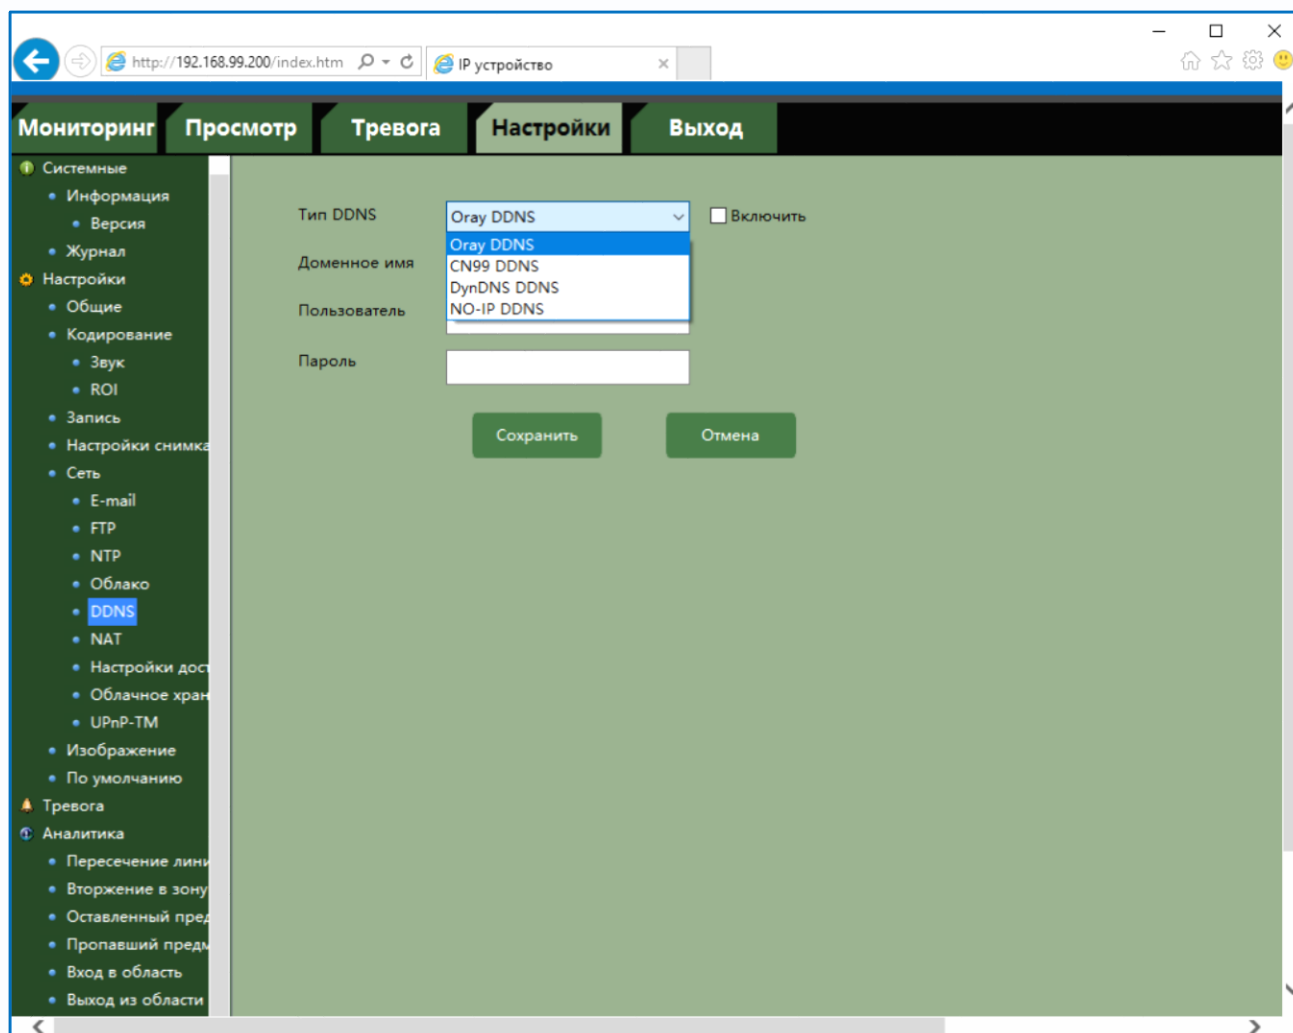 http://192.168.99.200/index.htm
IP устройство
Мониторинг Просмотр Тревога Настройки Выход
Системные
Информация
Версия
Журнал
Настройки
Общие
Кодирование
Звук
ROI
Запись
Настройки снимка
Сеть
E-mail
FTP
NTP
Облако
DDNS
NAT
Настройки дост
Облачное хран
UPnP-TM
Изображение
По умолчанию
Тревога
Аналитика
Пересечение лини
Вторжение в зону
Оставленный пред
Пропавший предм
Вход в область
Выход из области
Тип DDNS Oray DDNS Включить
Oray DDNS
CN99 DDNS
DynDNS DDNS
NO-IP DDNS
Доменное имя
Пользователь
Пароль
Сохранить Отмена